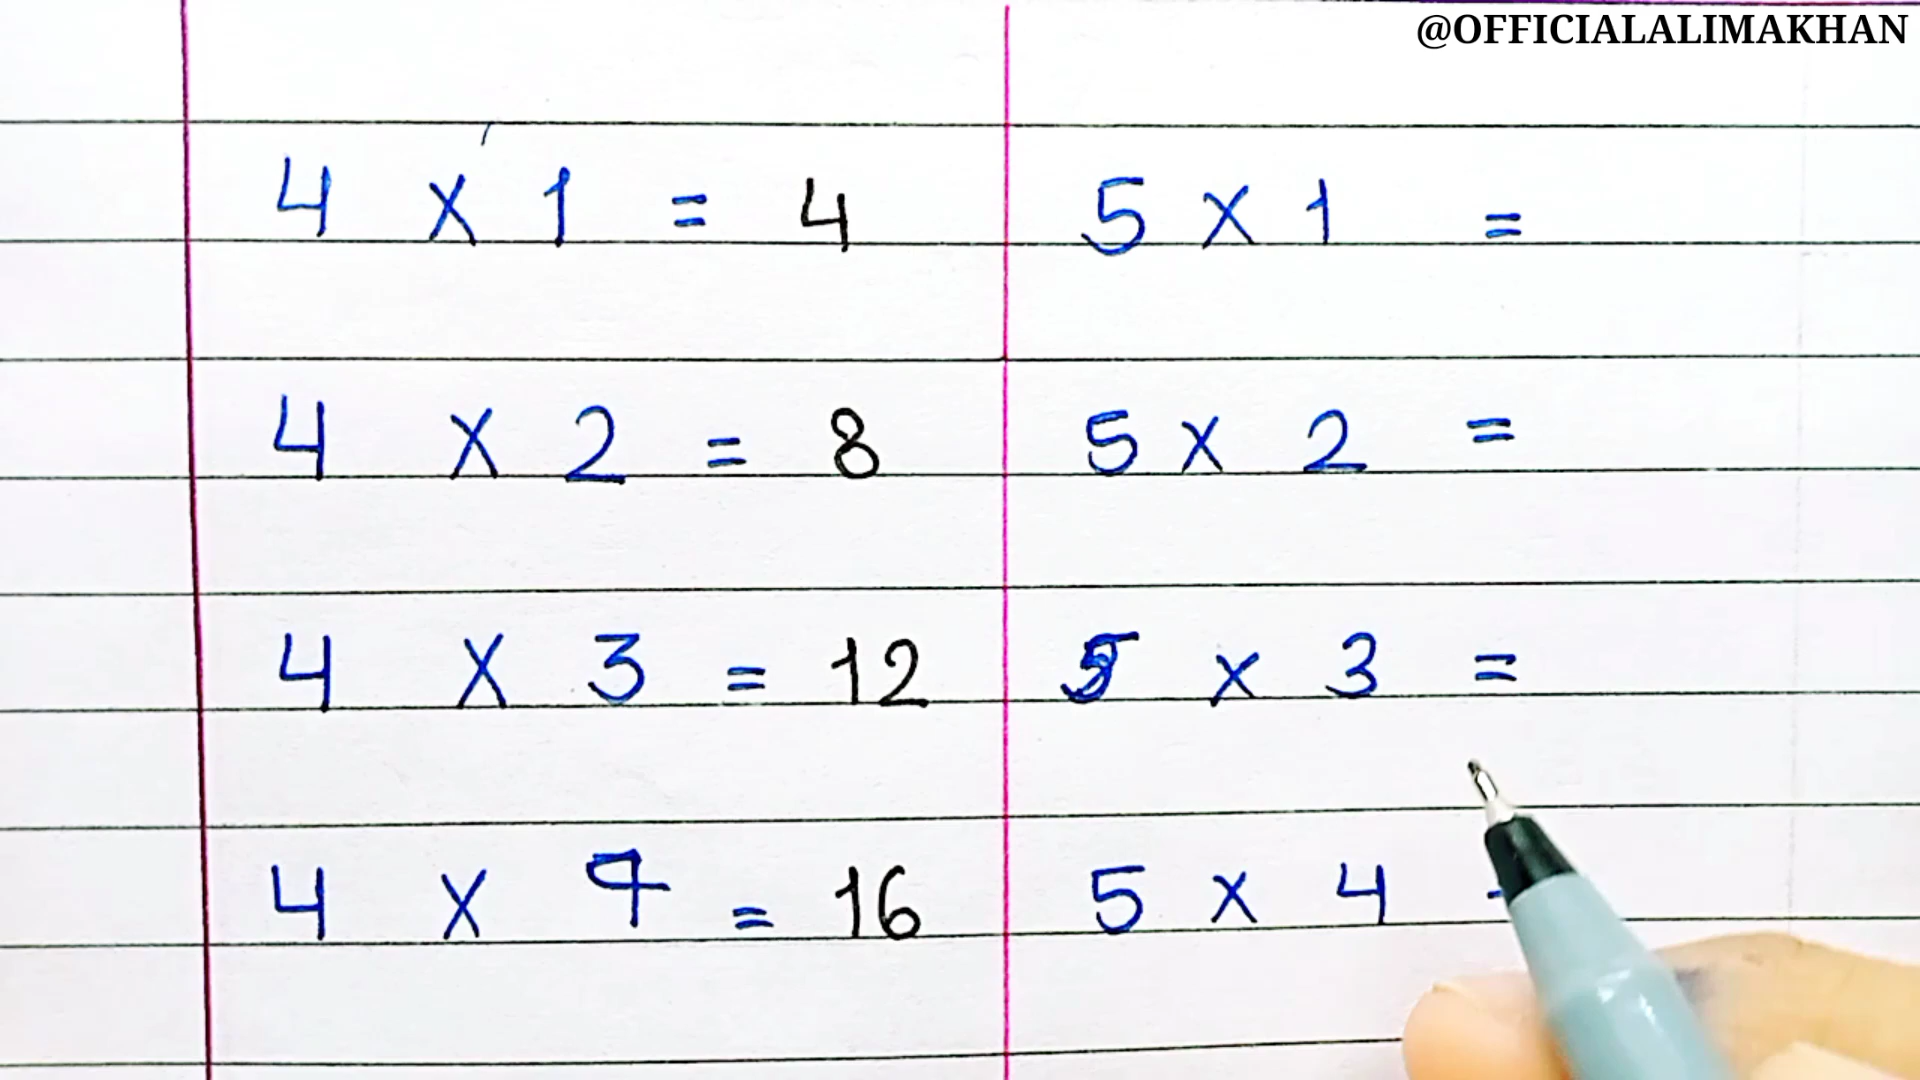 @OFFICIALALIMAKHAN
4 x 1 = 4
4 x 2 = 8
4 x 3 = 12
4 x 4 = 16
5 x 1 =
5 x 2 =
5 x 3 =
5 x 4 =